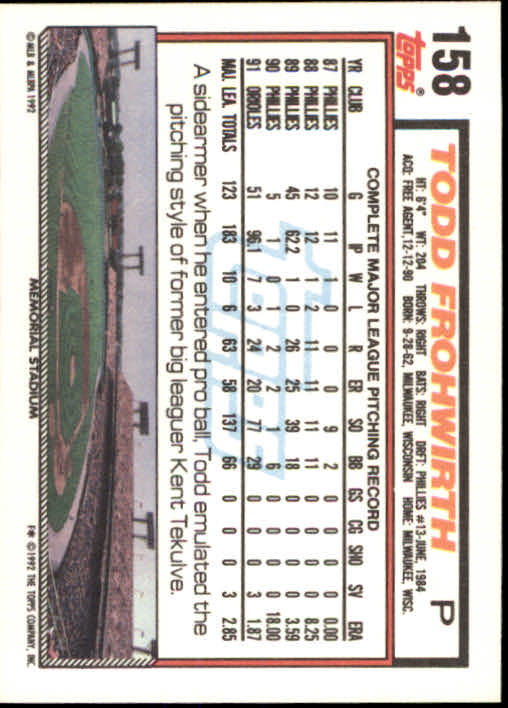 158
TOPPS®
TODD FROHWIRTH P
HT: 6'4" WT: 204 THROWS: RIGHT BATS: RIGHT DRFT: PHILLIES #13-JUNE, 1984
ACQ: FREE AGENT, 12-12-90 BORN: 9-28-62, MILWAUKEE, WISCONSIN HOME: MILWAUKEE, WISC.
COMPLETE MAJOR LEAGUE PITCHING RECORD
YR CLUB G IP W L R ER SO BB GS CG SHO SV ERA
87 PHILLIES 10 11 1 0 0 0 9 2 0 0 0 0 0.00
88 PHILLIES 12 12 1 2 11 11 11 11 0 0 0 0 8.25
89 PHILLIES 45 62.2 1 0 26 25 39 18 0 0 0 0 3.59
90 PHILLIES 5 1 0 1 2 2 1 6 0 0 0 0 18.00
91 ORIOLES 51 96.1 7 3 24 20 77 29 0 0 0 3 1.87
MAJ. LEA. TOTALS 123 183 10 6 63 58 137 66 0 0 0 3 2.85
A sidearmer when he entered pro ball, Todd emulated the
pitching style of former big leaguer Kent Tekulve.
MEMORIAL STADIUM
©MLB & MLBPA 1992
F✱ ©1992 THE TOPPS COMPANY, INC.